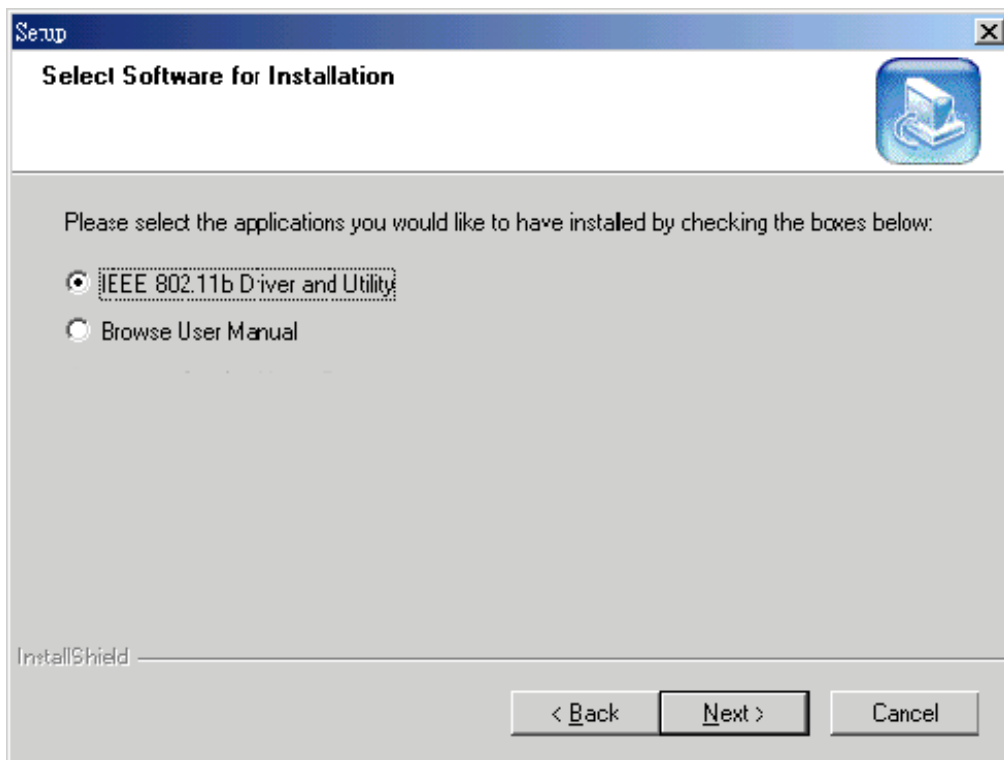 Setup
Select Software for Installation
Please select the applications you would like to have installed by checking the boxes below:
IEEE 802.11b Driver and Utility
Browse User Manual
InstallShield
< Back
Next >
Cancel